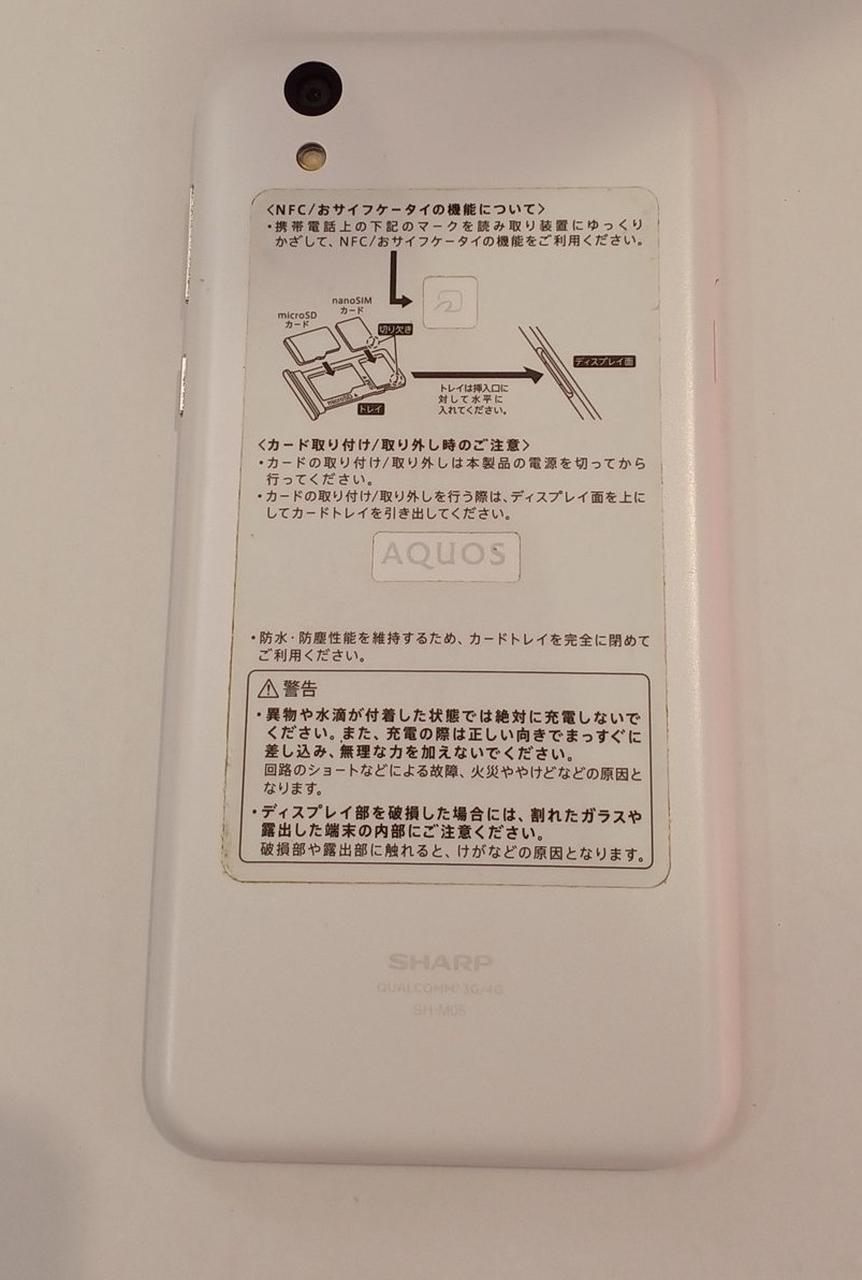 〈NFC/おサイフケータイの機能について〉
・携帯電話上の下記のマークを読み取り装置にゆっくり
かざして、NFC/おサイフケータイの機能をご利用ください。
nanoSIM
カード
microSD
カード
切り欠き
ディスプレイ面
トレイは挿入口に
対して水平に
入れてください。
microSD
トレイ
〈カード取り付け/取り外し時のご注意〉
・カードの取り付け/取り外しは本製品の電源を切ってから
行ってください。
・カードの取り付け/取り外しを行う際は、ディスプレイ面を上に
してカードトレイを引き出してください。
AQUOS
・防水・防塵性能を維持するため、カードトレイを完全に閉めて
ご利用ください。
⚠警告
・異物や水滴が付着した状態では絶対に充電しないで
ください。また、充電の際は正しい向きでまっすぐに
差し込み、無理な力を加えないでください。
回路のショートなどによる故障、火災ややけどなどの原因と
なります。
・ディスプレイ部を破損した場合には、割れたガラスや
露出した端末の内部にご注意ください。
破損部や露出部に触れると、けがなどの原因となります。
SHARP
QUALCOMM® 3G/4G
SH-M05